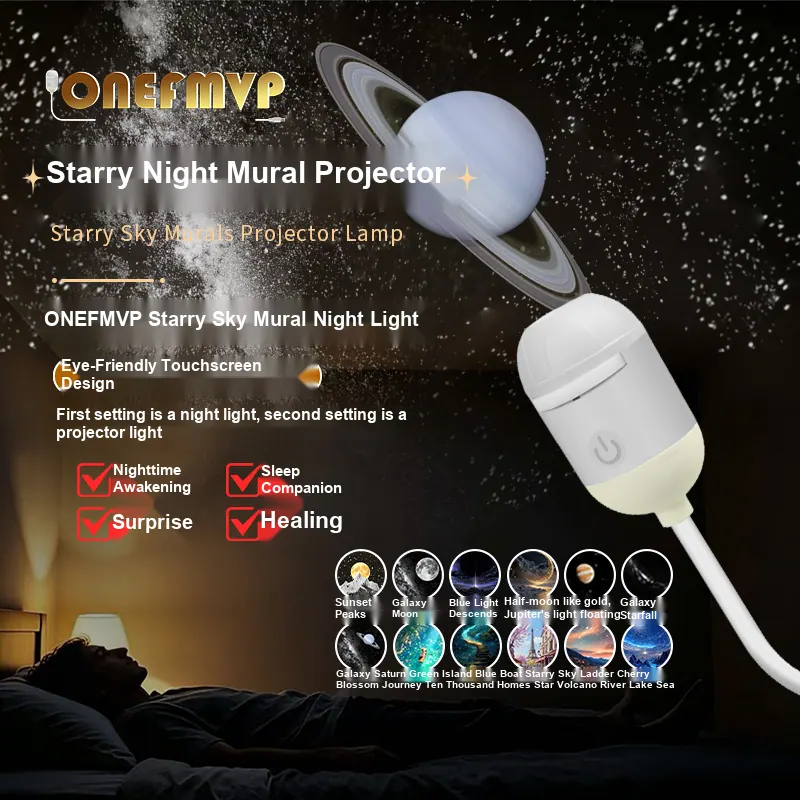 ONEFMVP
Starry Night Mural Projector
Starry Sky Murals Projector Lamp
ONEFMVP Starry Sky Mural Night Light
Eye-Friendly Touchscreen
Design
First setting is a night light, second setting is a
projector light
Nighttime
Awakening
Sleep
Companion
Surprise
Healing
Sunset
Peaks
Galaxy
Moon
Blue Light
Descends
Half-moon like gold,
Jupiter's light floating
Galaxy
Starfall
Galaxy Saturn Green Island Blue Boat Starry Sky Ladder Cherry
Blossom Journey Ten Thousand Homes Star Volcano River Lake Sea